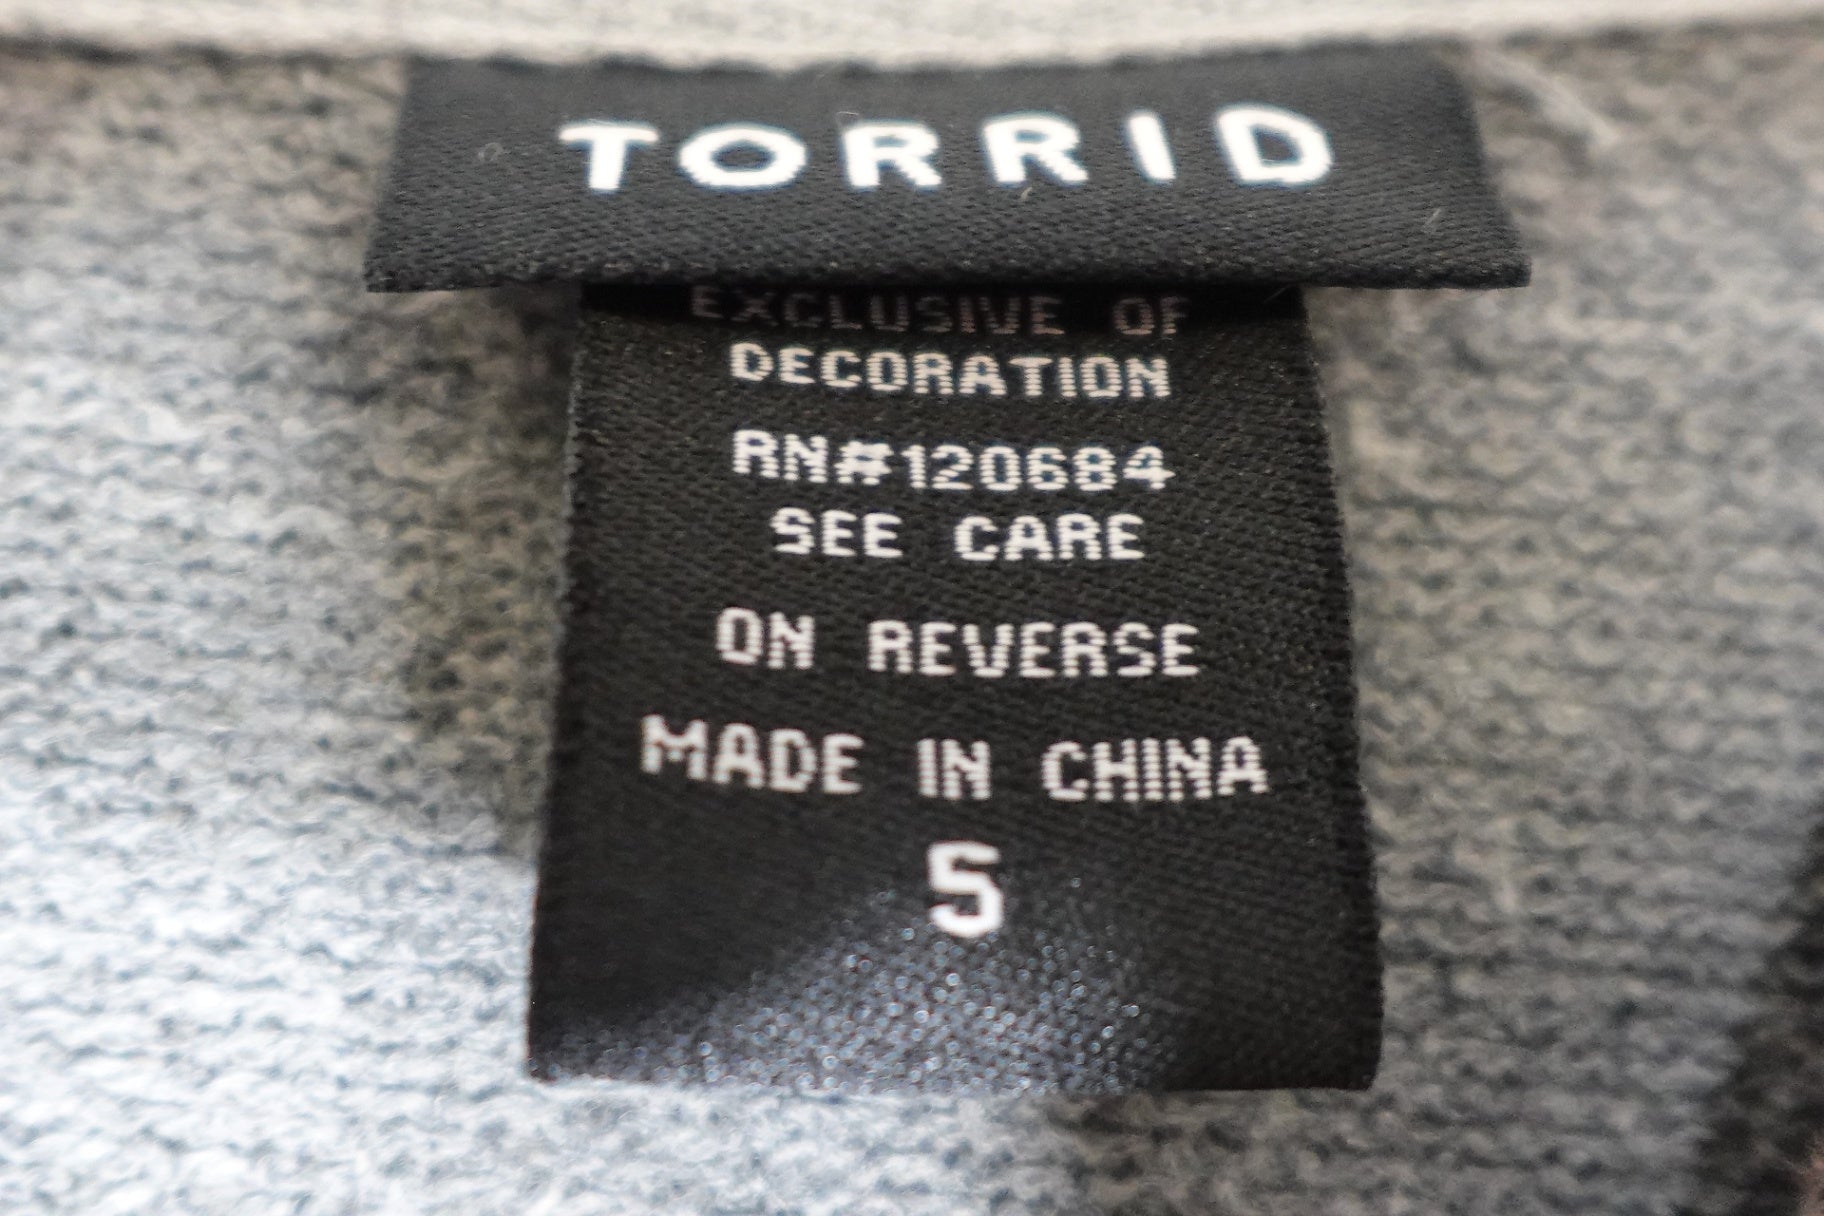 TORRID
EXCLUSIVE OF
DECORATION
RN#120684
SEE CARE
ON REVERSE
MADE IN CHINA
5